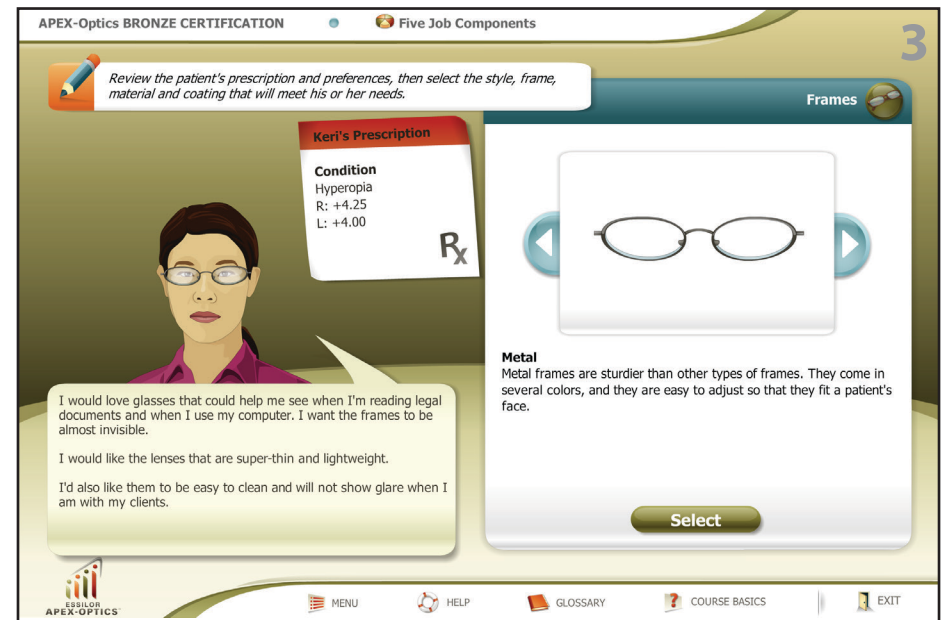 APEX-Optics BRONZE CERTIFICATION
Five Job Components
3
Review the patient's prescription and preferences, then select the style, frame,
material and coating that will meet his or her needs.
Frames
Keri's Prescription
Condition
Hyperopia
R: +4.25
L: +4.00
Rx
Metal
Metal frames are sturdier than other types of frames. They come in
several colors, and they are easy to adjust so that they fit a patient's
face.
I would love glasses that could help me see when I'm reading legal
documents and when I use my computer. I want the frames to be
almost invisible.
I would like the lenses that are super-thin and lightweight.
I'd also like them to be easy to clean and will not show glare when I
am with my clients.
Select
ESSILOR
APEX-OPTICS
MENU
HELP
GLOSSARY
? COURSE BASICS
EXIT